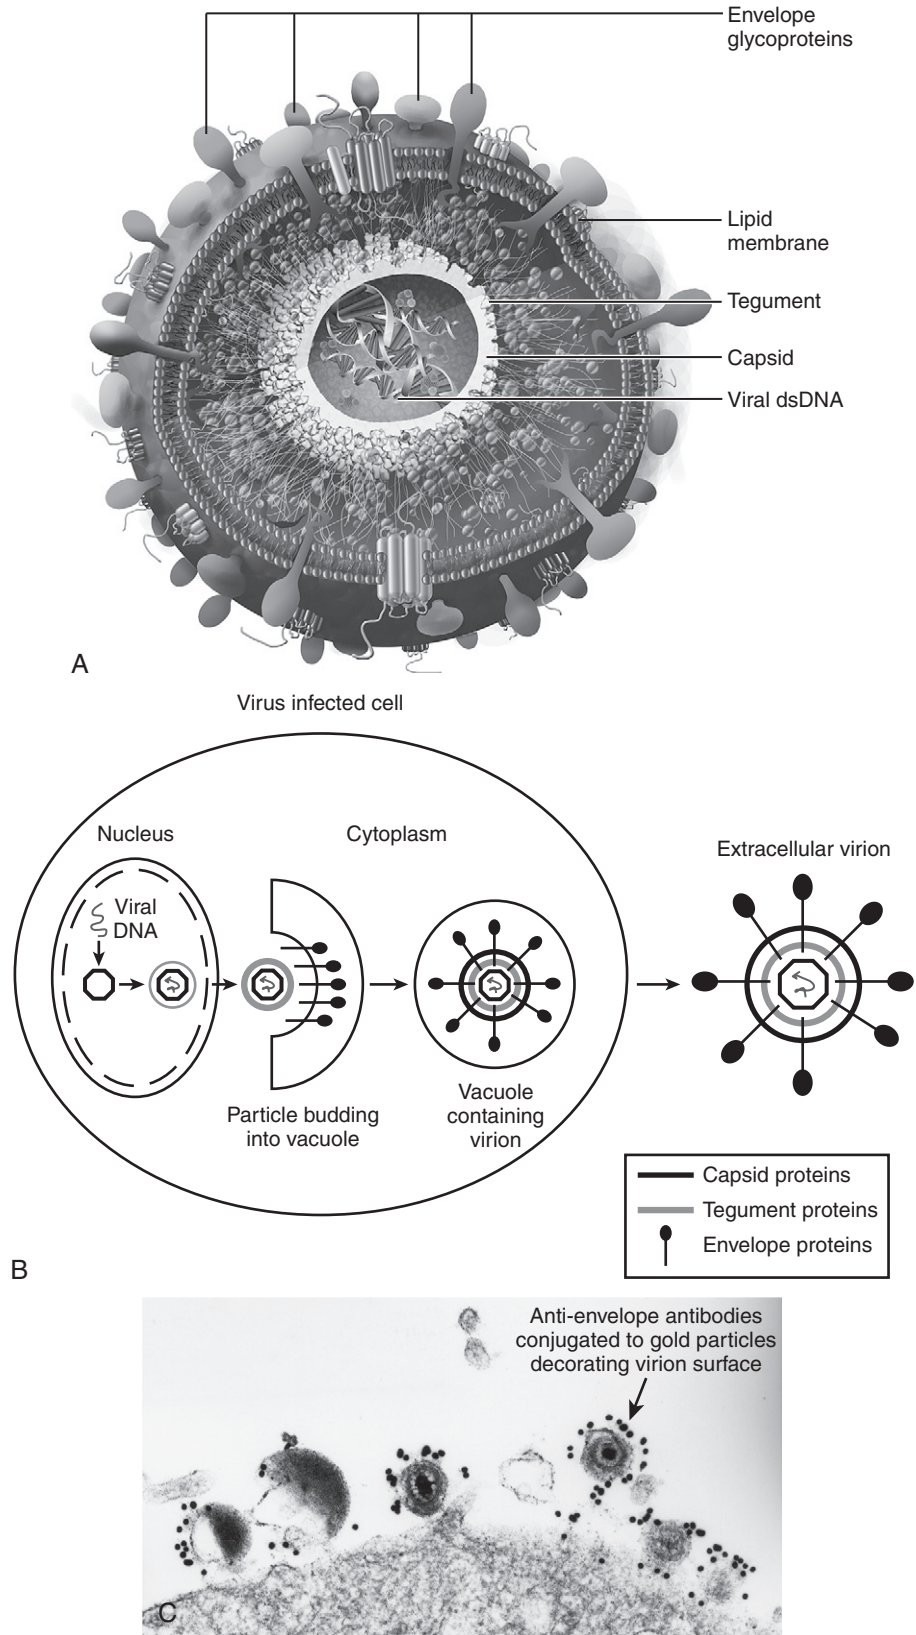 Envelope
glycoproteins
Lipid
membrane
Tegument
Capsid
Viral dsDNA
A
Virus infected cell
Nucleus
Cytoplasm
Extracellular virion
Viral
DNA
Particle budding
into vacuole
Vacuole
containing
virion
Capsid proteins
Tegument proteins
Envelope proteins
B
Anti-envelope antibodies
conjugated to gold particles
decorating virion surface
C